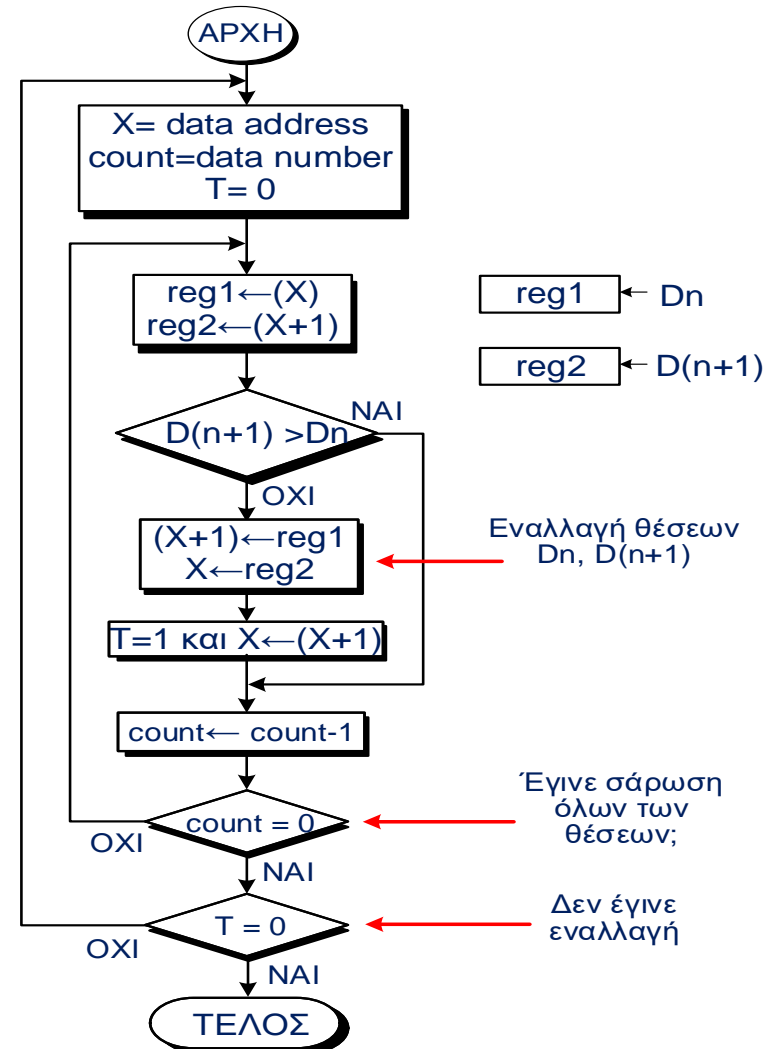 ΑΡΧΗ
X= data address
count=data number
T= 0
reg1←(X)
reg2←(X+1)
reg1
Dn
reg2
D(n+1)
D(n+1) >Dn
ΝΑΙ
ΟΧΙ
(X+1)←reg1
X←reg2
Εναλλαγή θέσεων
Dn, D(n+1)
T=1 και X←(X+1)
count← count-1
count = 0
ΟΧΙ
ΝΑΙ
Έγινε σάρωση
όλων των
θέσεων;
T = 0
ΟΧΙ
ΝΑΙ
Δεν έγινε
εναλλαγή
ΤΕΛΟΣ